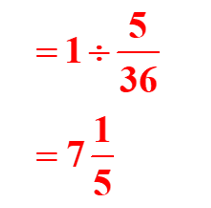 = 1 ÷ 5/36
= 7 1/5